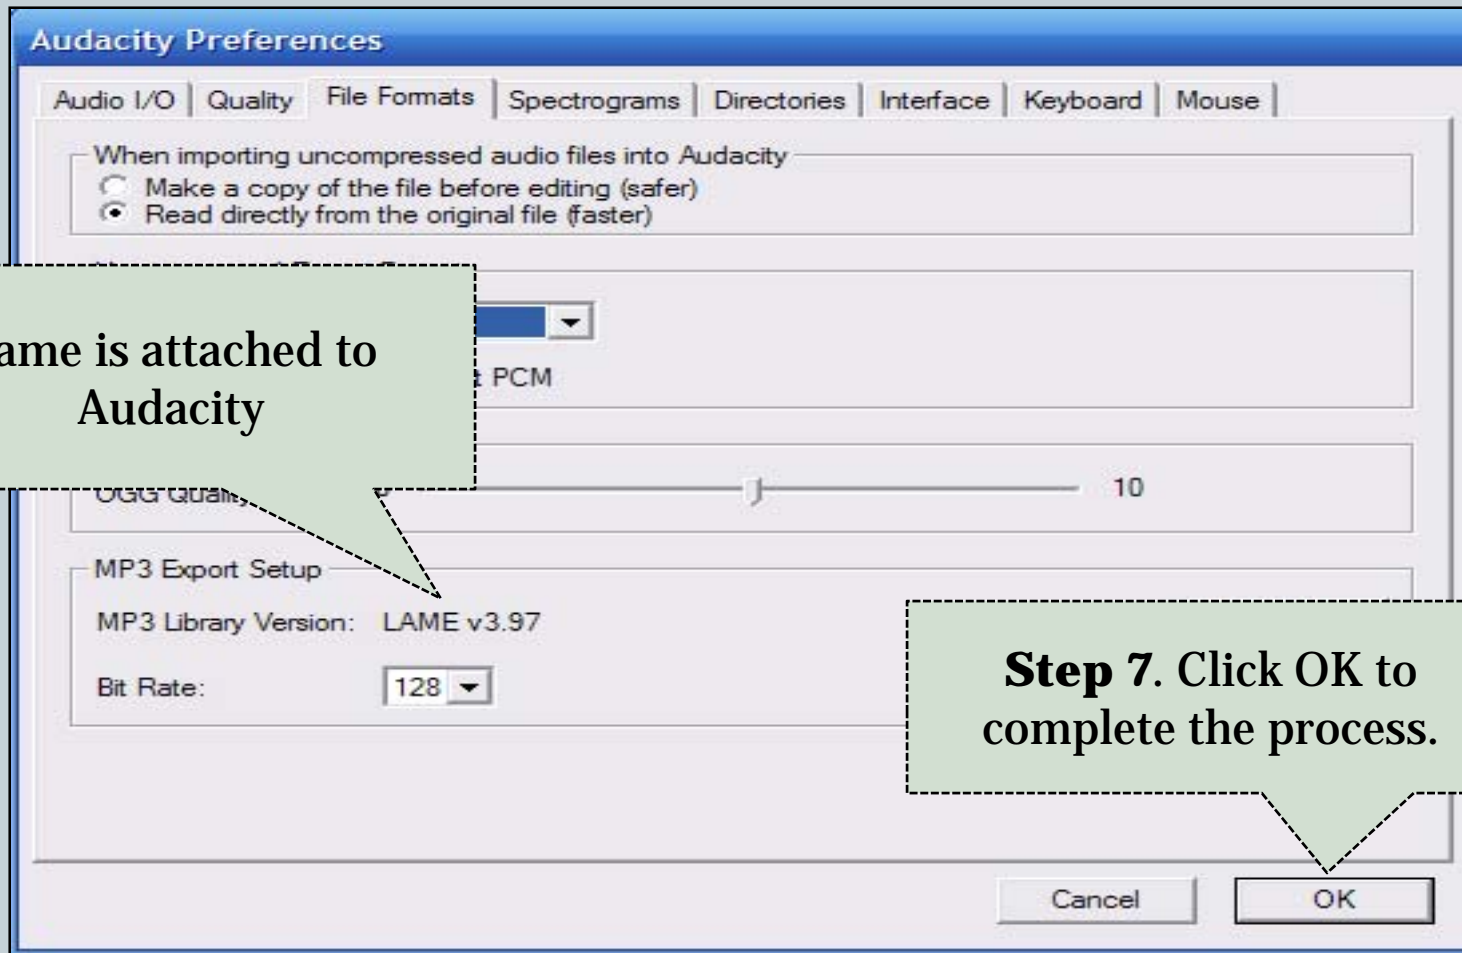 Audacity Preferences
Audio I/O Quality File Formats Spectrograms Directories Interface Keyboard Mouse
When importing uncompressed audio files into Audacity
Make a copy of the file before editing (safer)
Read directly from the original file (faster)
ame is attached to
Audacity
PCM
OGG Quality
10
MP3 Export Setup
MP3 Library Version: LAME v3.97
Bit Rate: 128
Step 7. Click OK to
complete the process.
Cancel OK